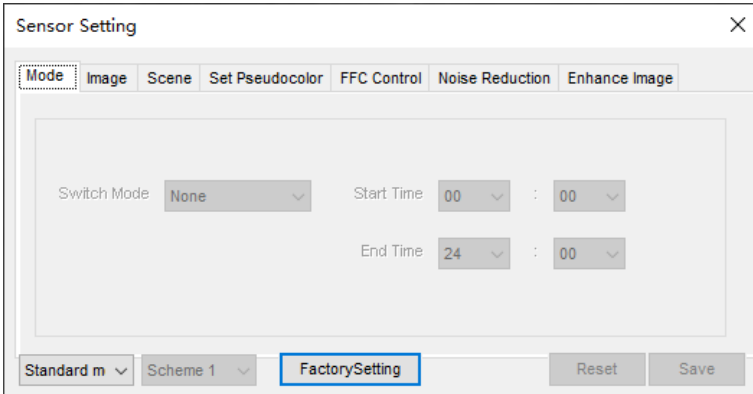 Sensor Setting
Mode Image Scene Set Pseudocolor FFC Control Noise Reduction Enhance Image
Switch Mode None Start Time 00 : 00
End Time 24 : 00
Standard m Scheme 1 FactorySetting Reset Save